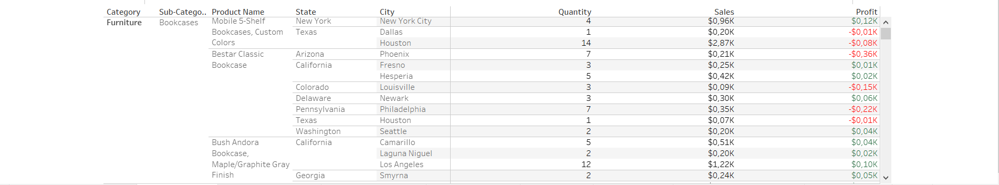 Category Sub-Catego.. Product Name State City Quantity Sales Profit
Furniture Bookcases Mobile 5-Shelf New York New York City 4 $0,96K $0,12K
Bookcases, Custom Texas Dallas 1 $0,20K -$0,01K
Colors Houston 14 $2,87K -$0,08K
Bestar Classic Arizona Phoenix 7 $0,21K -$0,36K
Bookcase California Fresno 3 $0,25K $0,01K
Hesperia 5 $0,42K $0,02K
Colorado Louisville 3 $0,09K -$0,15K
Delaware Newark 3 $0,30K $0,06K
Pennsylvania Philadelphia 7 $0,35K -$0,22K
Texas Houston 1 $0,07K -$0,01K
Washington Seattle 2 $0,20K $0,04K
Bush Andora California Camarillo 5 $0,51K $0,04K
Bookcase, Laguna Niguel 2 $0,20K $0,02K
Maple/Graphite Gray Los Angeles 12 $1,22K $0,10K
Finish Georgia Smyrna 2 $0,24K $0,05K